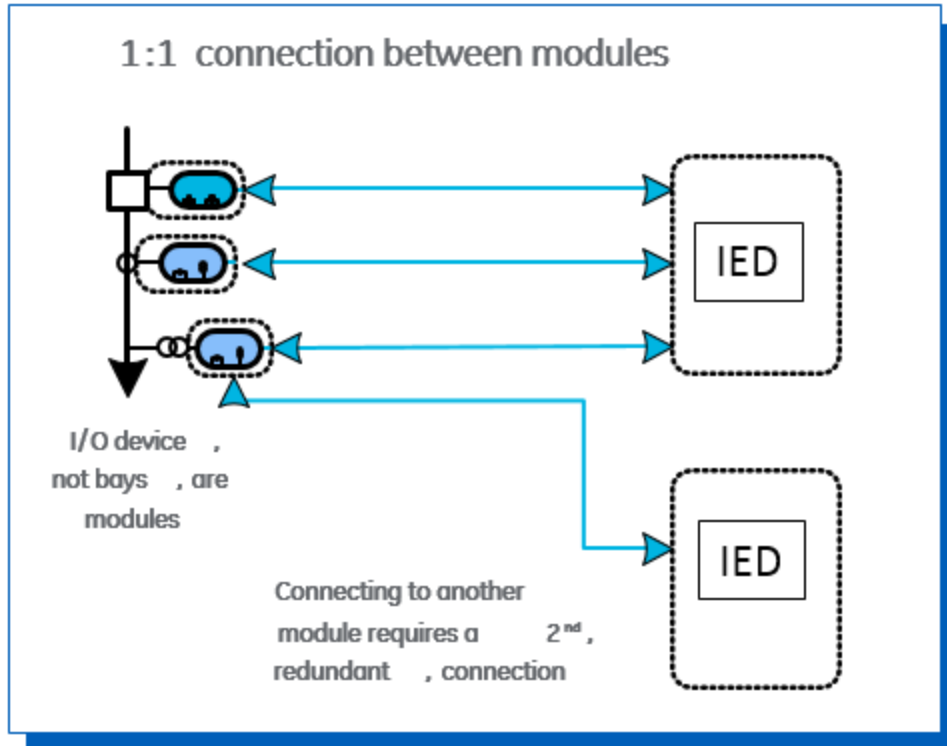 1:1 connection between modules
IED
I/O device ,
not bays , are
modules
IED
Connecting to another
module requires a 2nd,
redundant , connection